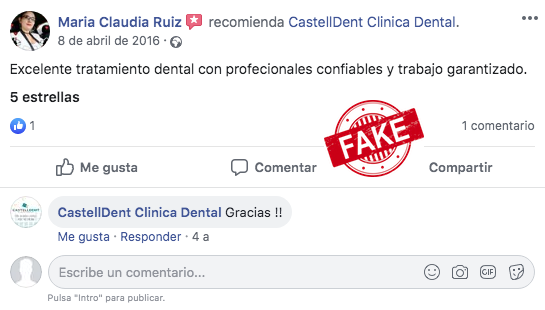 Maria Claudia Ruiz recomienda CastellDent Clinica Dental.
8 de abril de 2016 ·
Excelente tratamiento dental con profecionales confiables y trabajo garantizado.
5 estrellas
1
1 comentario
FAKE
Me gusta
Comentar
Compartir
CASTELLDENT
CastellDent Clinica Dental Gracias !!
Me gusta · Responder · 4 a
Escribe un comentario...
GIF
Pulsa "Intro" para publicar.